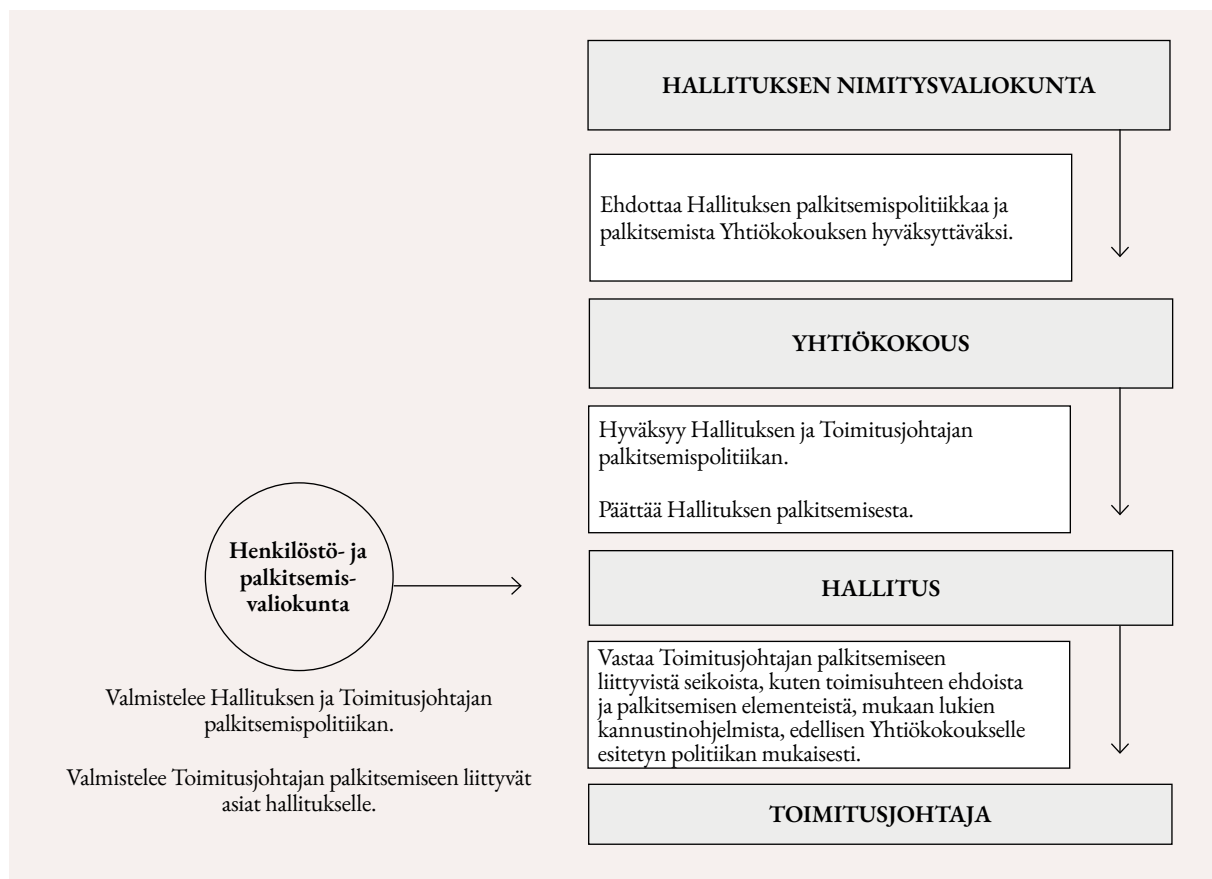 HALLITUKSEN NIMITYSVALIOKUNTA
Ehdottaa Hallituksen palkitsemispolitiikkaa ja
palkitsemista Yhtiökokouksen hyväksyttäväksi.
YHTIÖKOKOUS
Hyväksyy Hallituksen ja Toimitusjohtajan
palkitsemispolitiikan.
Päättää Hallituksen palkitsemisesta.
Henkilöstö- ja
palkitsemis-
valiokunta
Valmistelee Hallituksen ja Toimitusjohtajan
palkitsemispolitiikan.
Valmistelee Toimitusjohtajan palkitsemiseen liittyvät
asiat hallitukselle.
HALLITUS
Vastaa Toimitusjohtajan palkitsemiseen
liittyvistä seikoista, kuten toimisuhteen ehdoista
ja palkitsemisen elementeistä, mukaan lukien
kannustinohjelmista, edellisen Yhtiökokoukselle
esitetyn politiikan mukaisesti.
TOIMITUSJOHTAJA